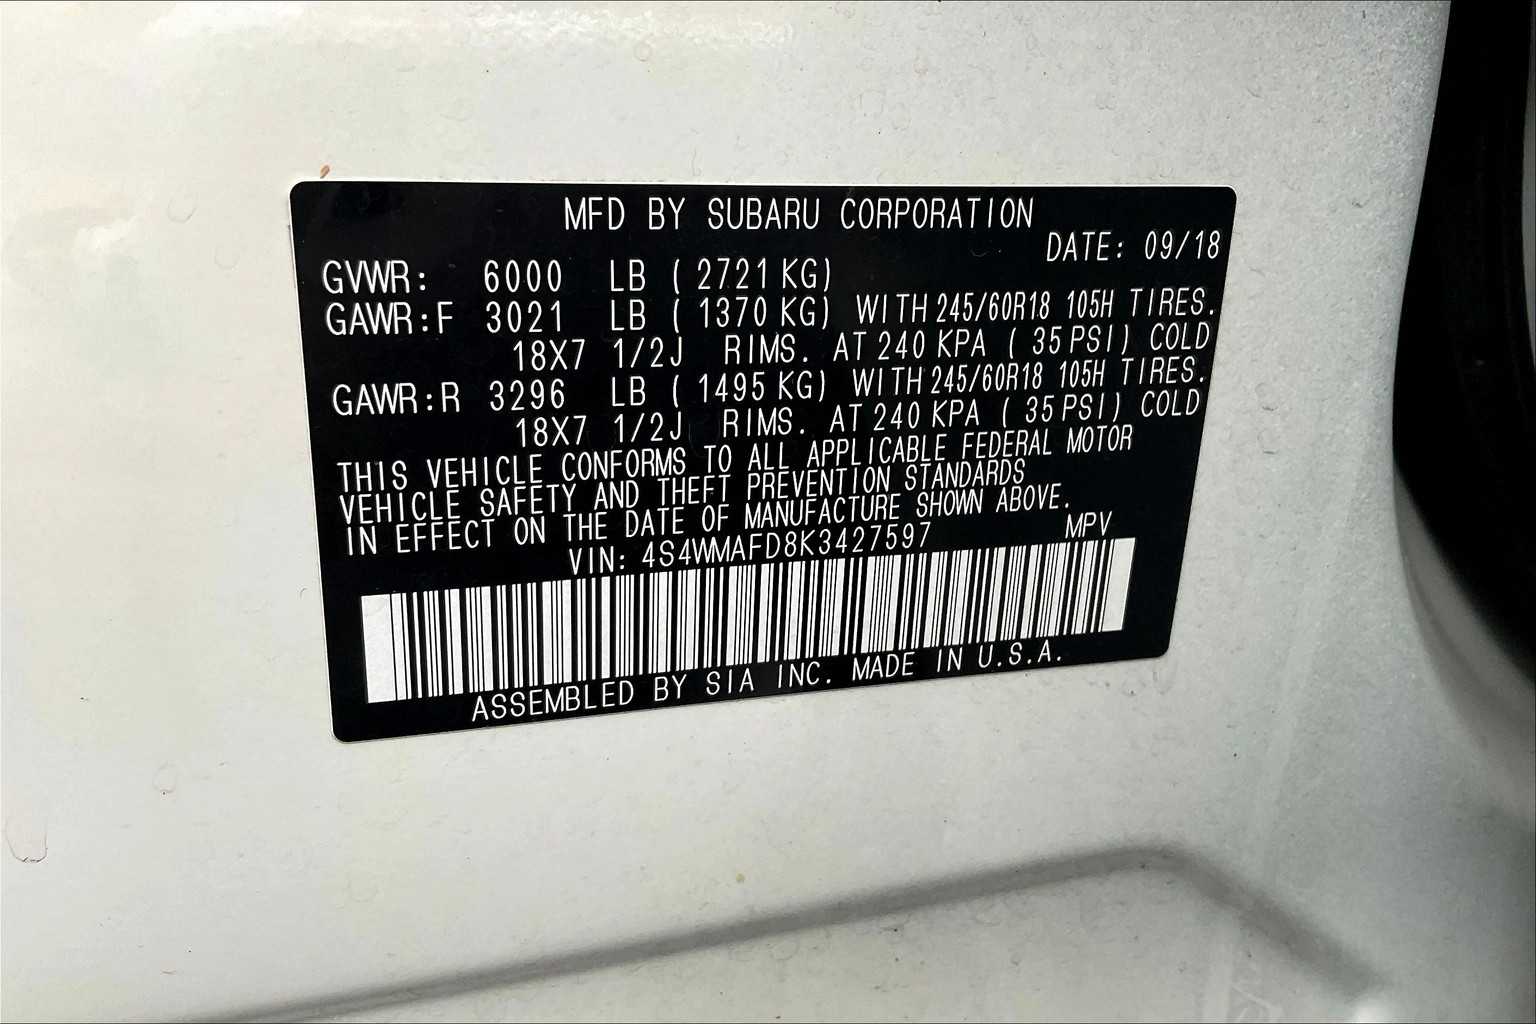 MFD BY SUBARU CORPORATION
DATE: 09/18
GVWR: 6000 LB ( 2721 KG)
GAWR:F 3021 LB ( 1370 KG) WITH 245/60R18 105H TIRES.
18X7 1/2J RIMS. AT 240 KPA ( 35 PSI) COLD
GAWR:R 3296 LB ( 1495 KG) WITH 245/60R18 105H TIRES.
18X7 1/2J RIMS. AT 240 KPA ( 35 PSI) COLD
THIS VEHICLE CONFORMS TO ALL APPLICABLE FEDERAL MOTOR
VEHICLE SAFETY AND THEFT PREVENTION STANDARDS
IN EFFECT ON THE DATE OF MANUFACTURE SHOWN ABOVE.
VIN: 4S4WMAFD8K3427597 MPV
ASSEMBLED BY SIA INC. MADE IN U.S.A.